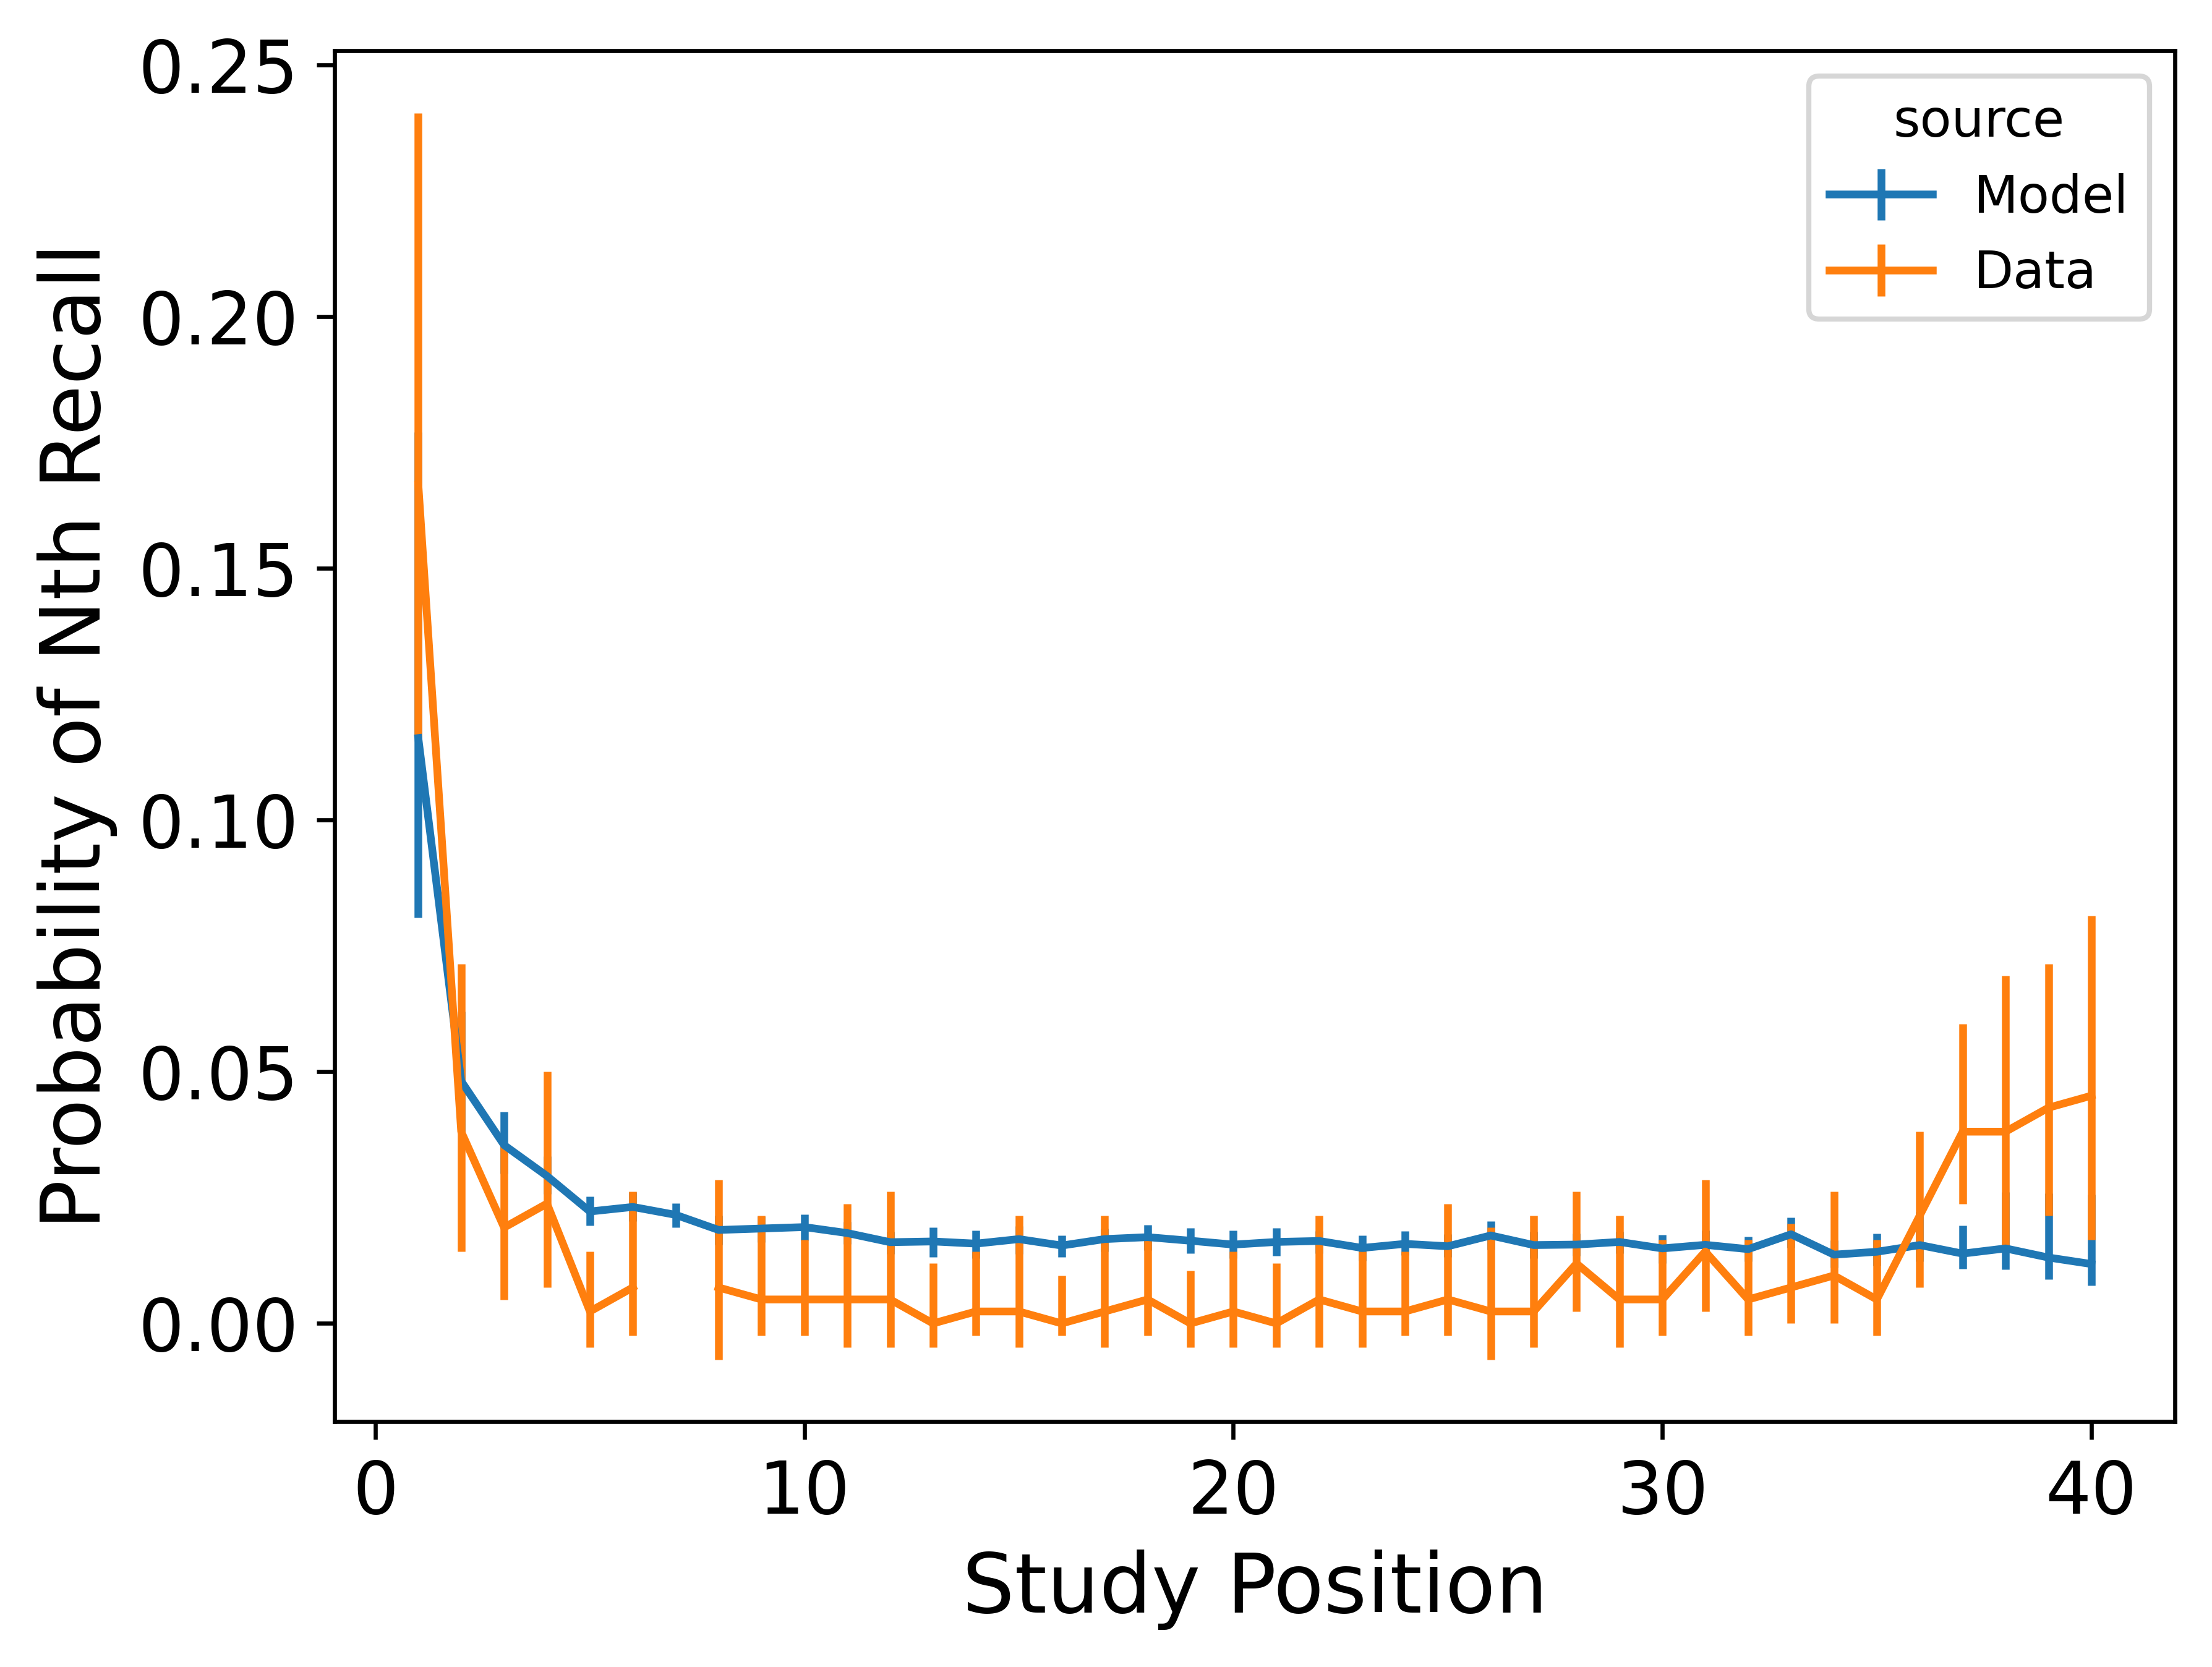 0.25
0.20
0.15
0.10
0.05
0.00
Probability of Nth Recall
source
Model
Data
0 10 20 30 40
Study Position